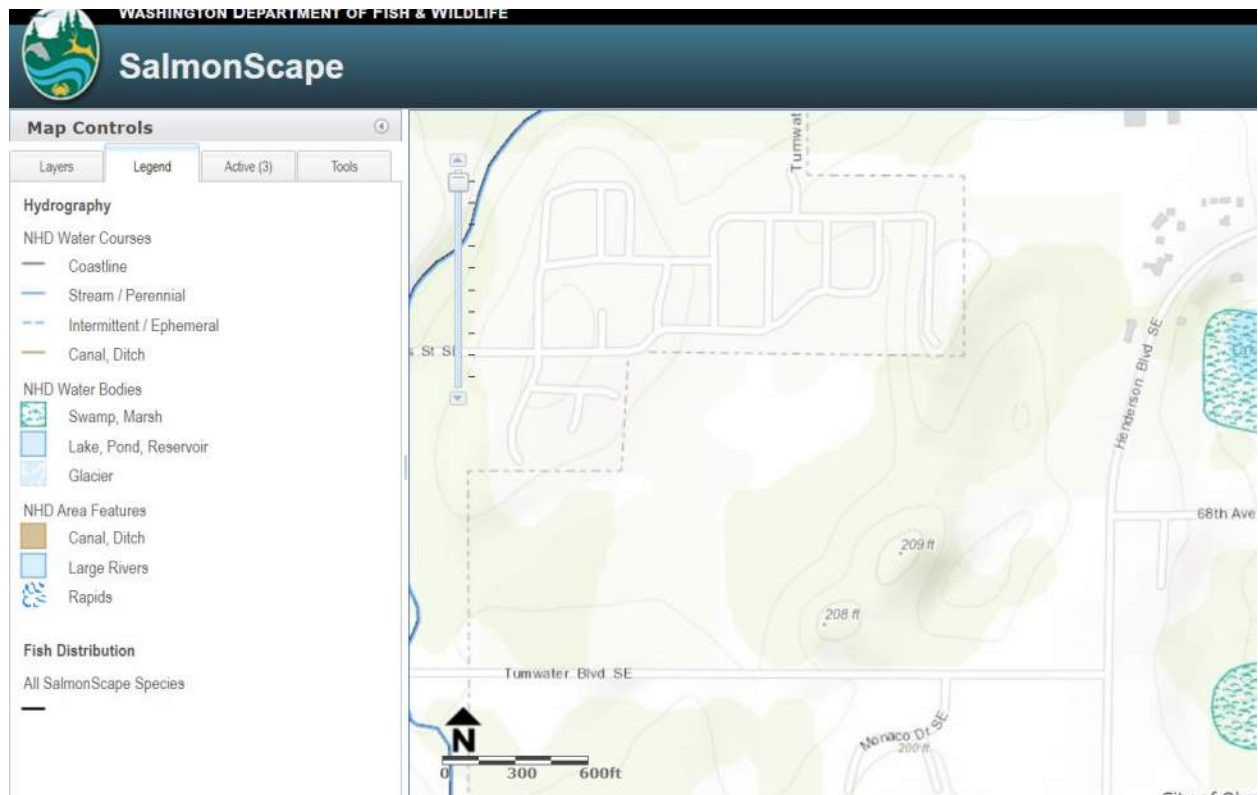 WASHINGTON DEPARTMENT OF FISH & WILDLIFE
SalmonScape
Map Controls
Layers
Legend
Active (3)
Tools
Hydrography
NHD Water Courses
Coastline
Stream / Perennial
Intermittent / Ephemeral
Canal, Ditch
NHD Water Bodies
Swamp, Marsh
Lake, Pond, Reservoir
Glacier
NHD Area Features
Canal, Ditch
Large Rivers
Rapids
Fish Distribution
All SalmonScape Species
Tumwat
s St SE
Henderson Blvd SE
68th Ave
209 ft
208 ft
Tumwater Blvd SE
Monaco Dr SE
200 ft
N
0 300 600ft